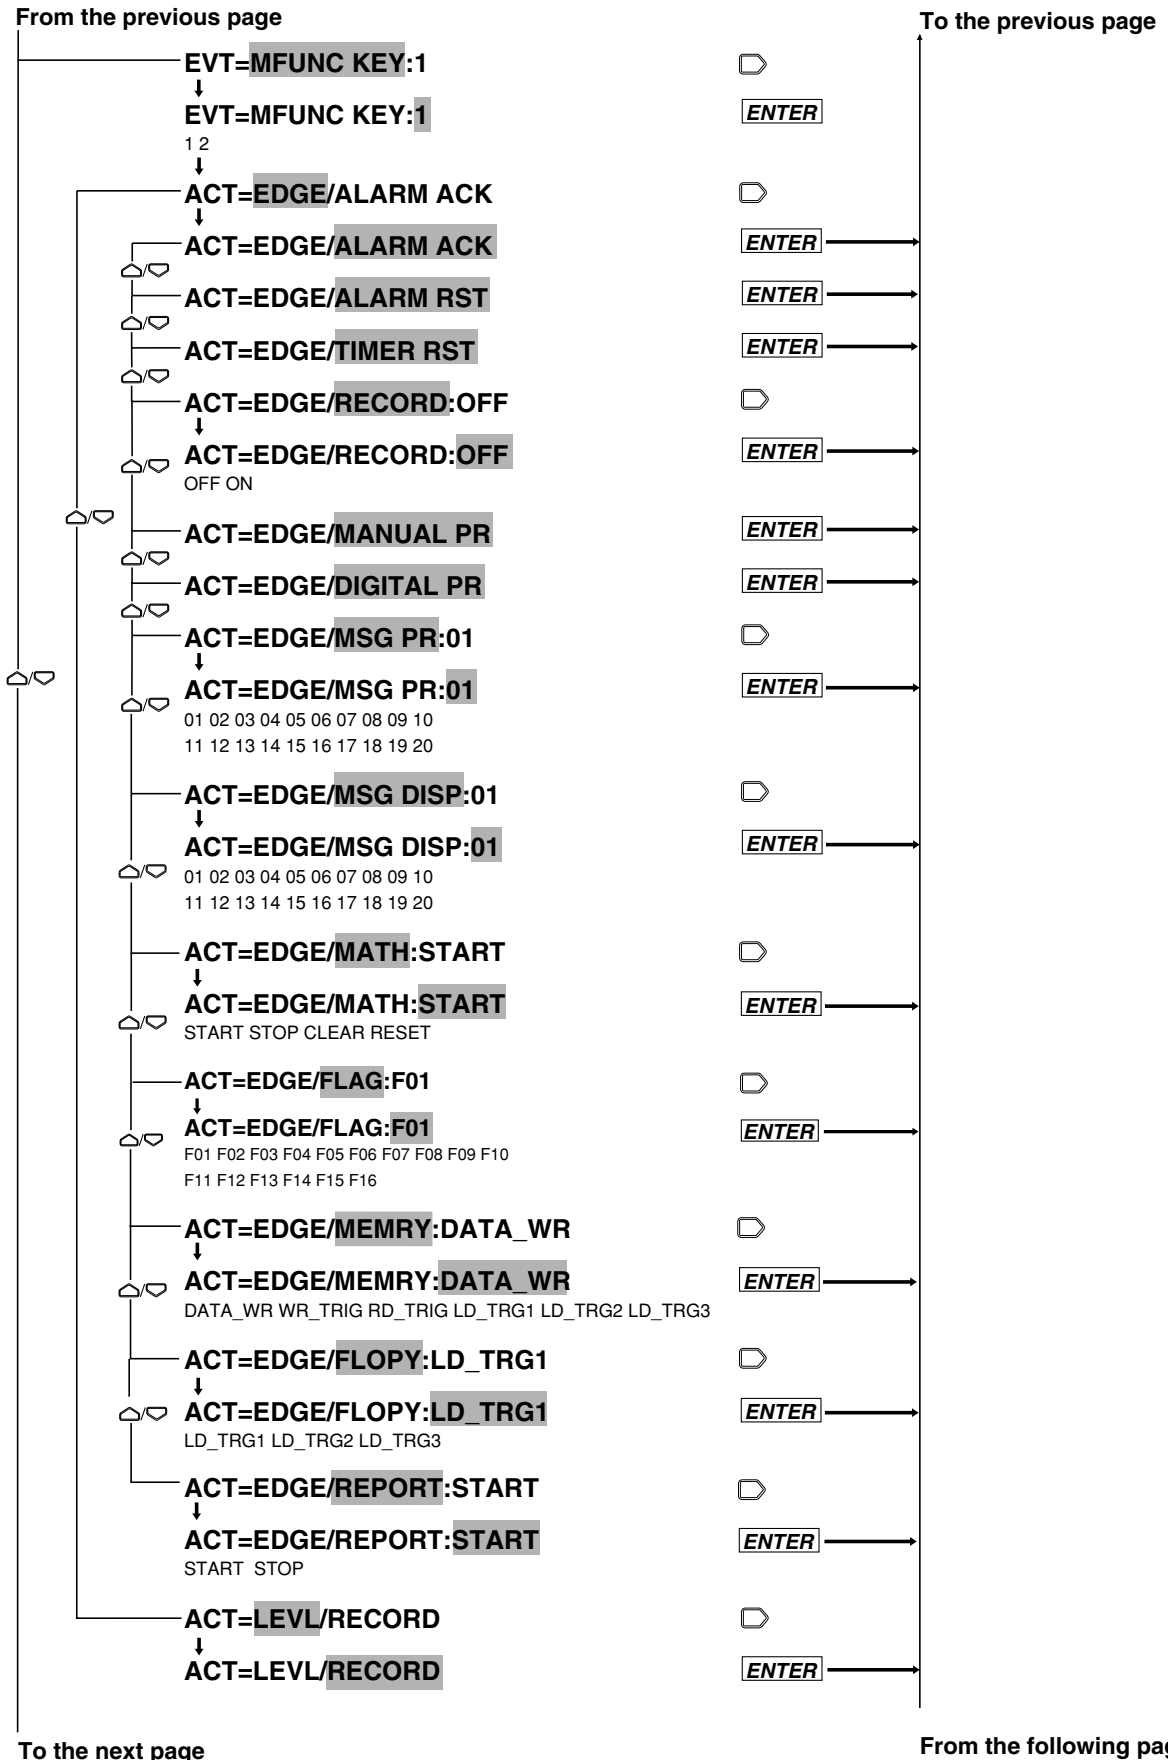 From the previous page
To the previous page
EVT=MFUNC KEY:1
EVT=MFUNC KEY:1 ENTER
1 2
ACT=EDGE/ALARM ACK
ACT=EDGE/ALARM ACK ENTER
/
ACT=EDGE/ALARM RST ENTER
/
ACT=EDGE/TIMER RST ENTER
/
ACT=EDGE/RECORD:OFF
ACT=EDGE/RECORD:OFF ENTER
/
OFF ON
/
ACT=EDGE/MANUAL PR ENTER
/
ACT=EDGE/DIGITAL PR ENTER
/
ACT=EDGE/MSG PR:01
/
ACT=EDGE/MSG PR:01 ENTER
/
01 02 03 04 05 06 07 08 09 10
11 12 13 14 15 16 17 18 19 20
ACT=EDGE/MSG DISP:01
ACT=EDGE/MSG DISP:01 ENTER
/
01 02 03 04 05 06 07 08 09 10
11 12 13 14 15 16 17 18 19 20
ACT=EDGE/MATH:START
ACT=EDGE/MATH:START ENTER
/
START STOP CLEAR RESET
ACT=EDGE/FLAG:F01
ACT=EDGE/FLAG:F01 ENTER
/
F01 F02 F03 F04 F05 F06 F07 F08 F09 F10
F11 F12 F13 F14 F15 F16
ACT=EDGE/MEMRY:DATA_WR
ACT=EDGE/MEMRY:DATA_WR ENTER
/
DATA_WR WR_TRIG RD_TRIG LD_TRG1 LD_TRG2 LD_TRG3
ACT=EDGE/FLOPY:LD_TRG1
ACT=EDGE/FLOPY:LD_TRG1 ENTER
/
LD_TRG1 LD_TRG2 LD_TRG3
ACT=EDGE/REPORT:START
ACT=EDGE/REPORT:START ENTER
START STOP
ACT=LEVL/RECORD
ACT=LEVL/RECORD ENTER
To the next page
From the following pag